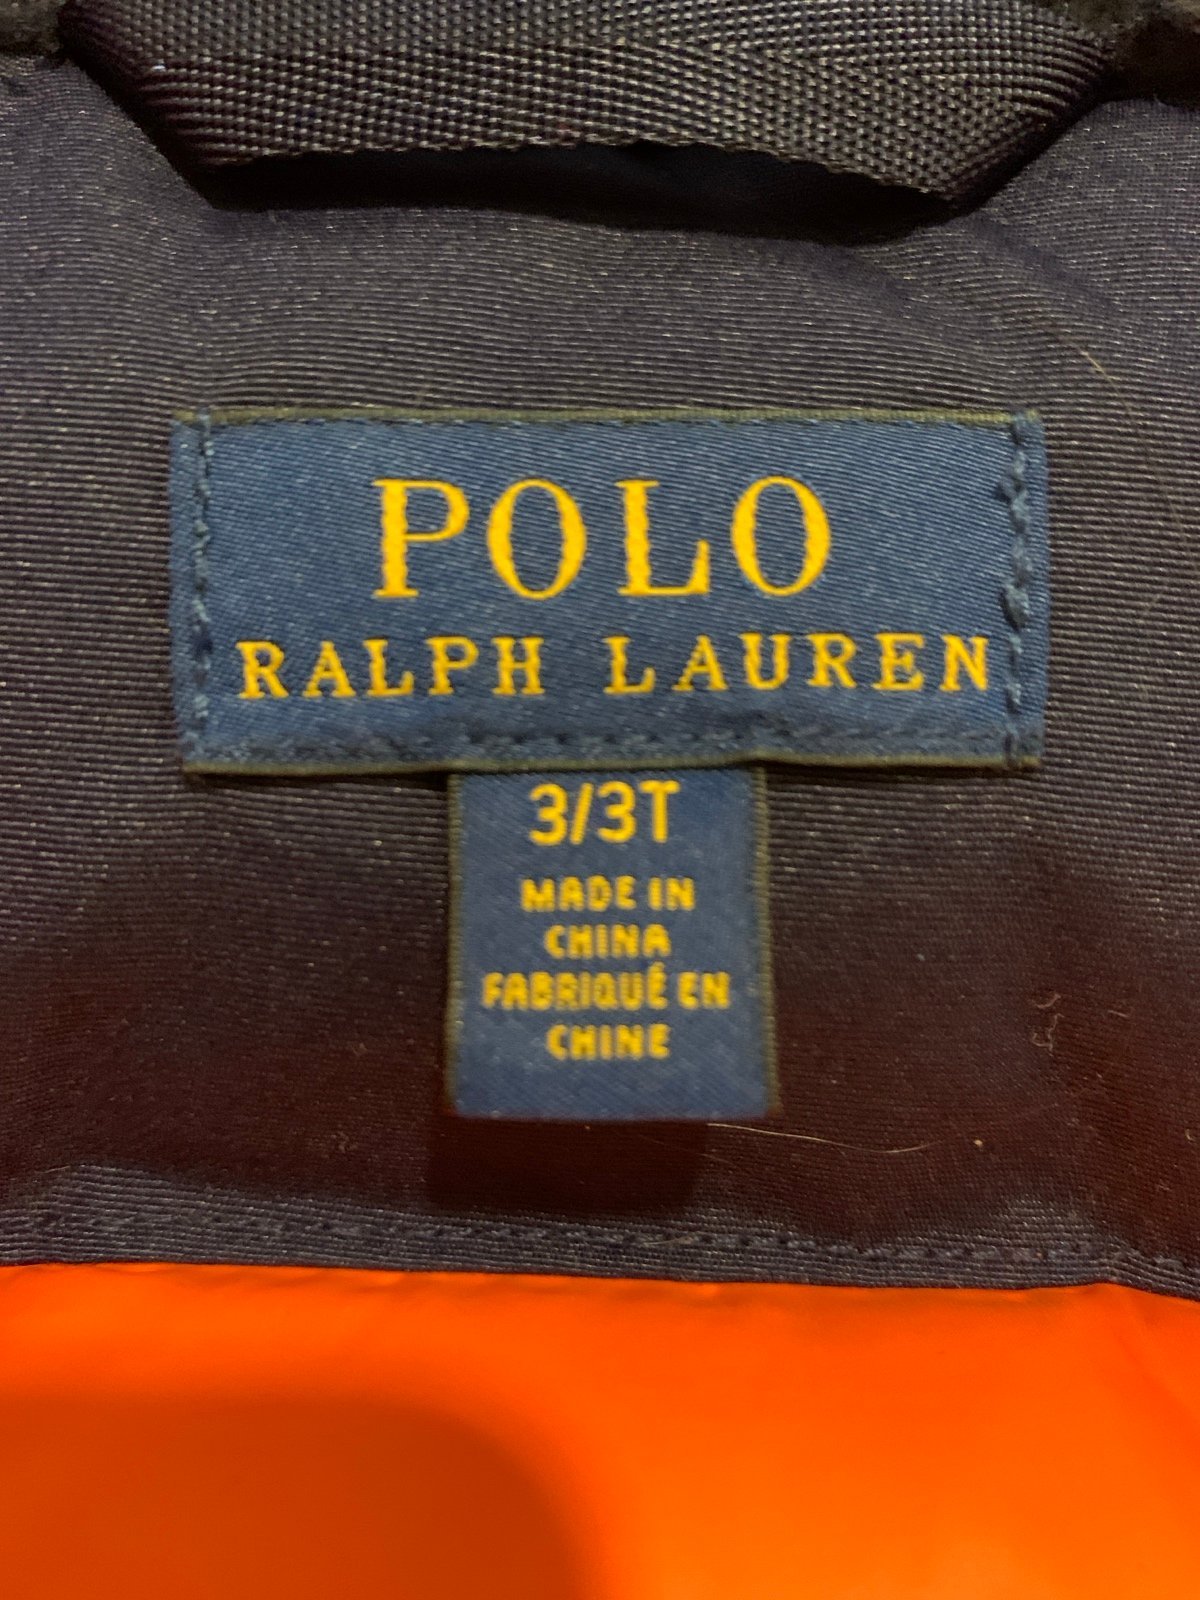 POLO
RALPH LAUREN
3/3T
MADE IN
CHINA
FABRIQUÉ EN
CHINE